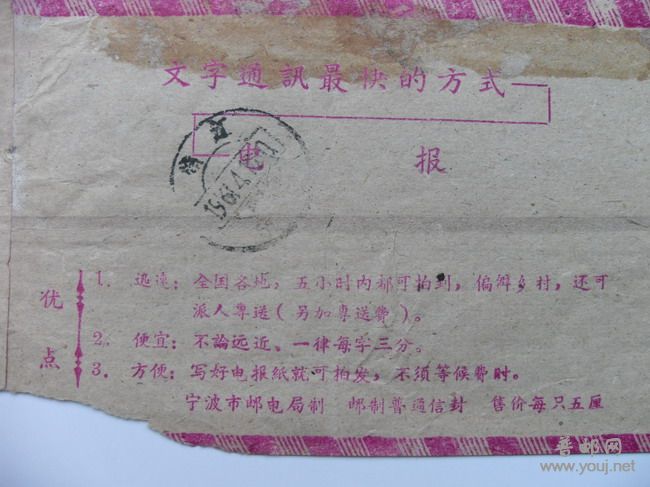 文字通訊最快的方式
电 报
1961.4.
优点
1. 迅速：全国各地，五小时内都可拍到，偏僻乡村，还可
派人專送（另加專送費）。
2. 便宜：不論远近、一律每字三分。
3. 方便：写好电报紙就可拍发，不須等候費时。
宁波市邮电局制 邮制普通信封 售价每只五厘
普邮网
www.youj.net